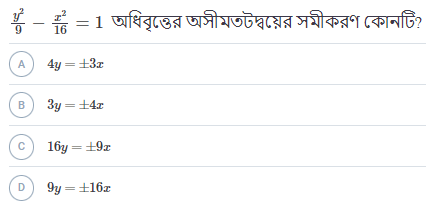 y²/9 − x²/16 = 1 অধিবৃত্তের অসীমতটদ্বয়ের সমীকরণ কোনটি?
A 4y = ±3x
B 3y = ±4x
C 16y = ±9x
D 9y = ±16x